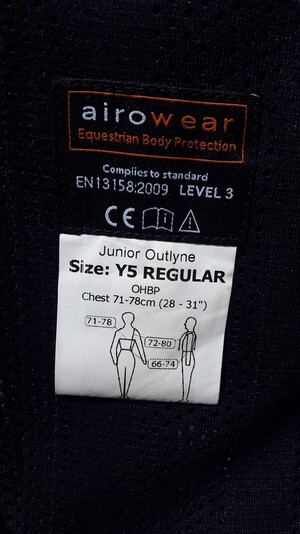 airowear
Equestrian Body Protection
Complies to standard
EN13158:2009 LEVEL 3
CE
Junior Outlyne
Size: Y5 REGULAR
OHBP
Chest 71-78cm (28 - 31")
71-78
72-80
66-74